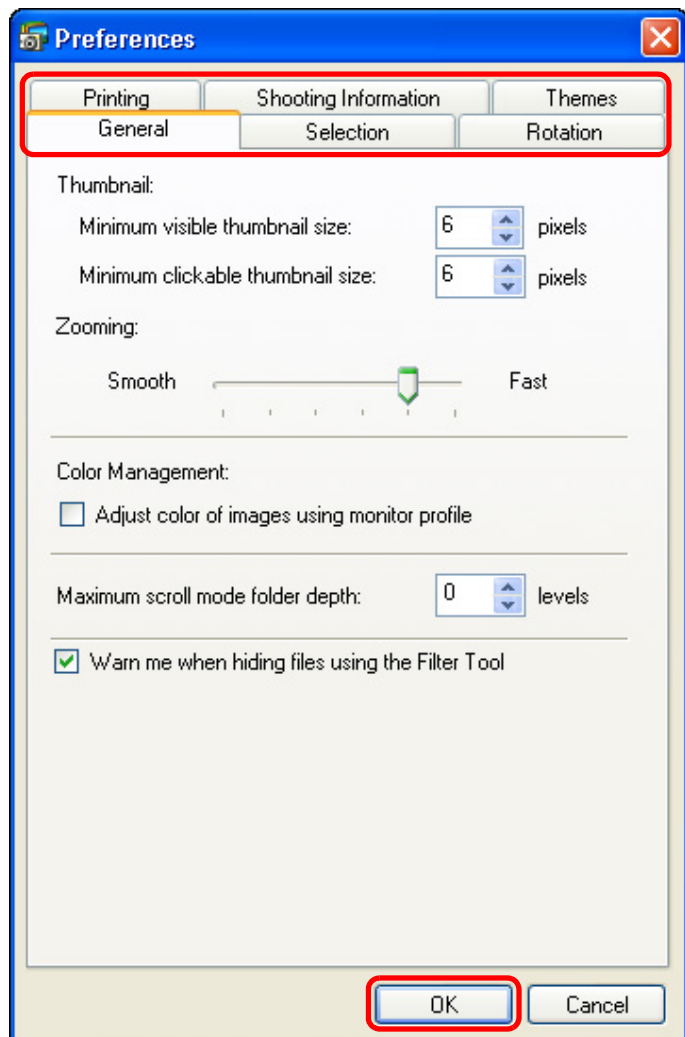 Preferences
Printing Shooting Information Themes
General Selection Rotation
Thumbnail:
Minimum visible thumbnail size: 6 pixels
Minimum clickable thumbnail size: 6 pixels
Zooming:
Smooth Fast
Color Management:
Adjust color of images using monitor profile
Maximum scroll mode folder depth: 0 levels
Warn me when hiding files using the Filter Tool
OK Cancel